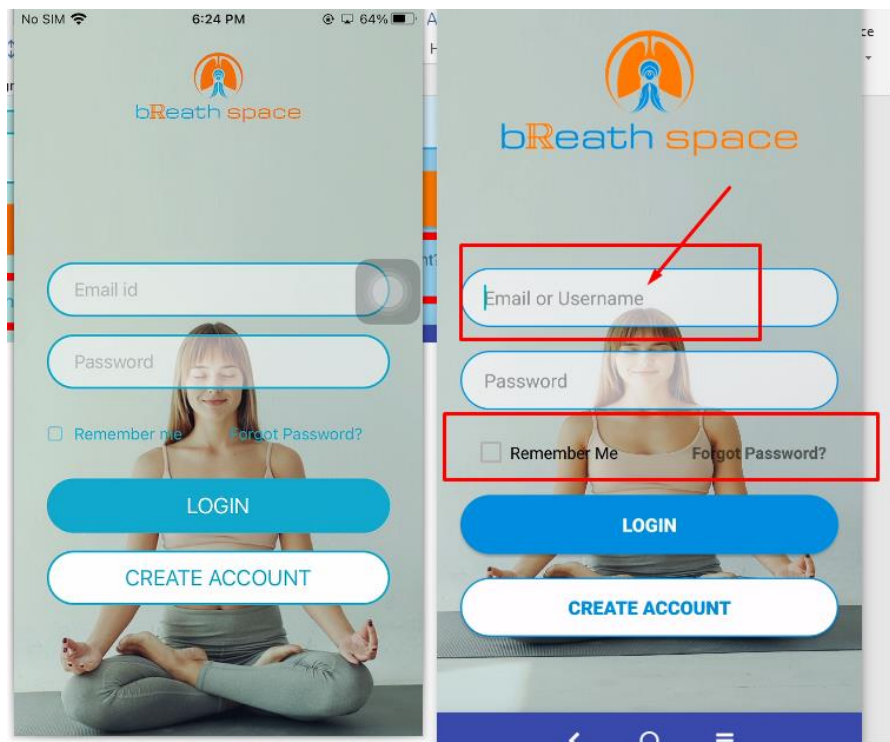 No SIM 6:24 PM 64%
bReath space
Email id
Password
Remember me Forgot Password?
LOGIN
CREATE ACCOUNT
bReath space
Email or Username
Password
Remember Me Forgot Password?
LOGIN
CREATE ACCOUNT